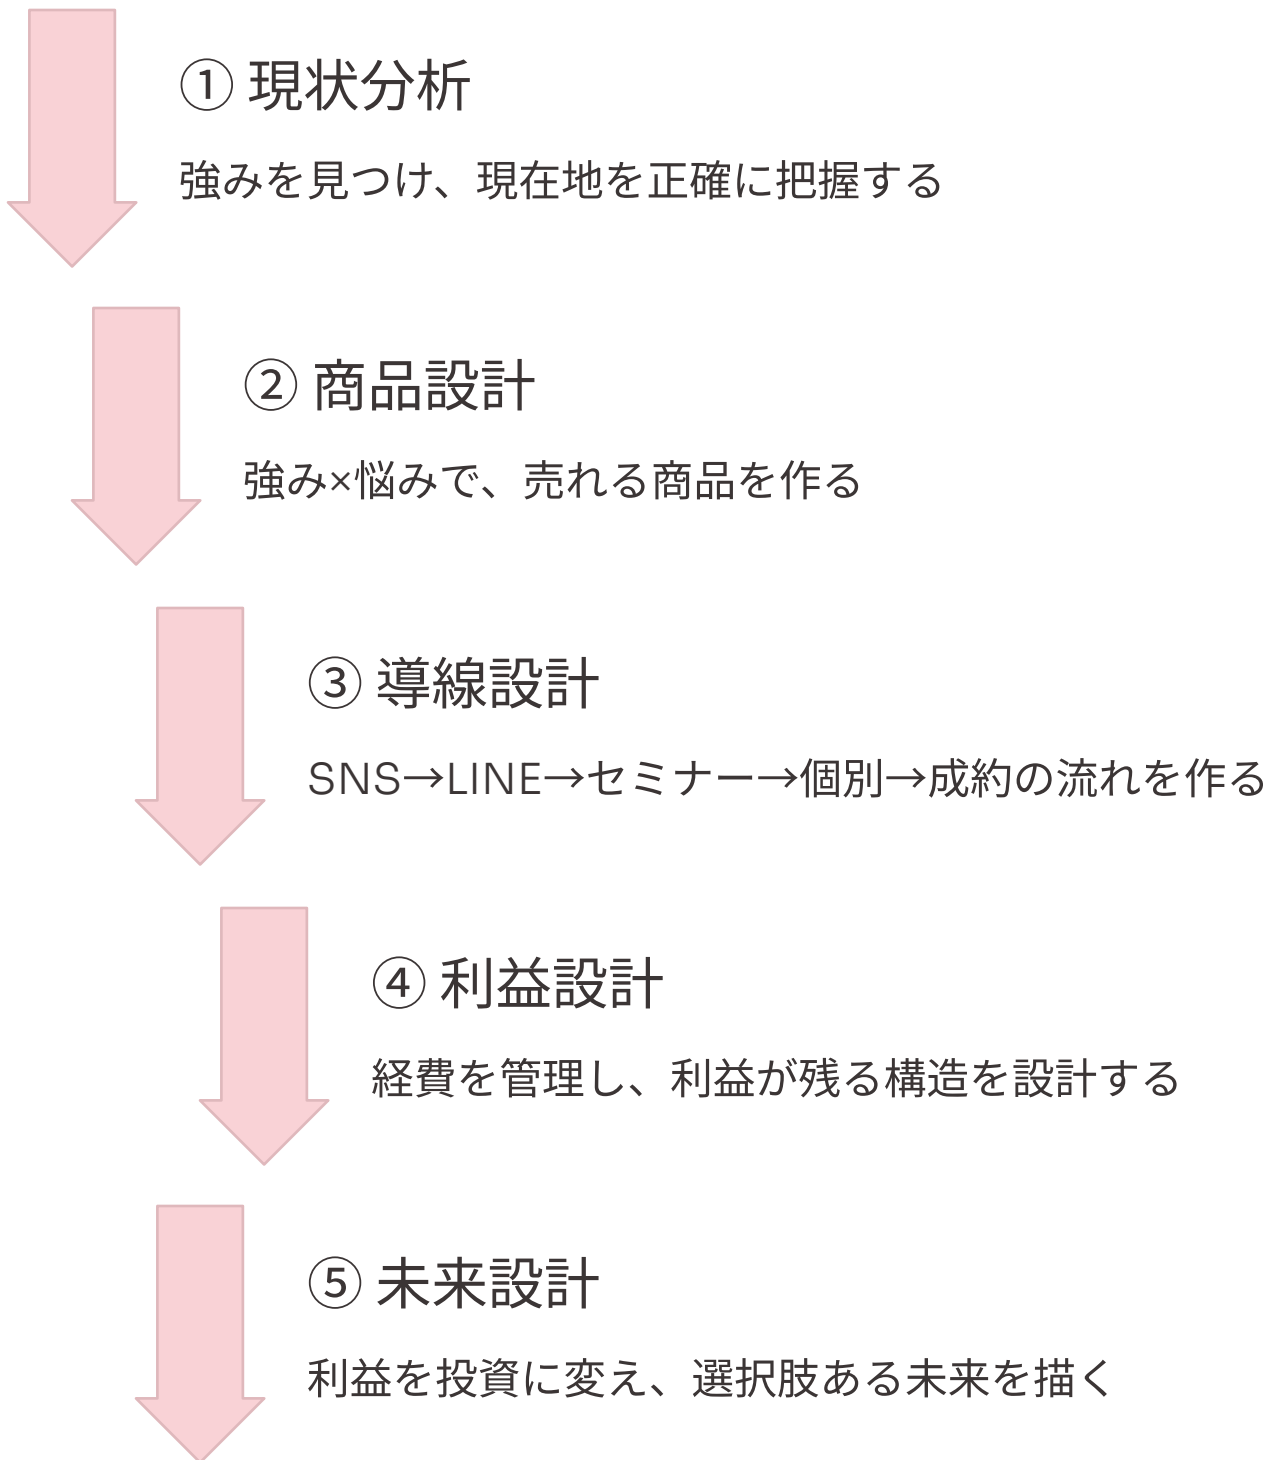 ① 現状分析
強みを見つけ、現在地を正確に把握する
② 商品設計
強み×悩みで、売れる商品を作る
③ 導線設計
SNS→LINE→セミナー→個別→成約の流れを作る
④ 利益設計
経費を管理し、利益が残る構造を設計する
⑤ 未来設計
利益を投資に変え、選択肢ある未来を描く